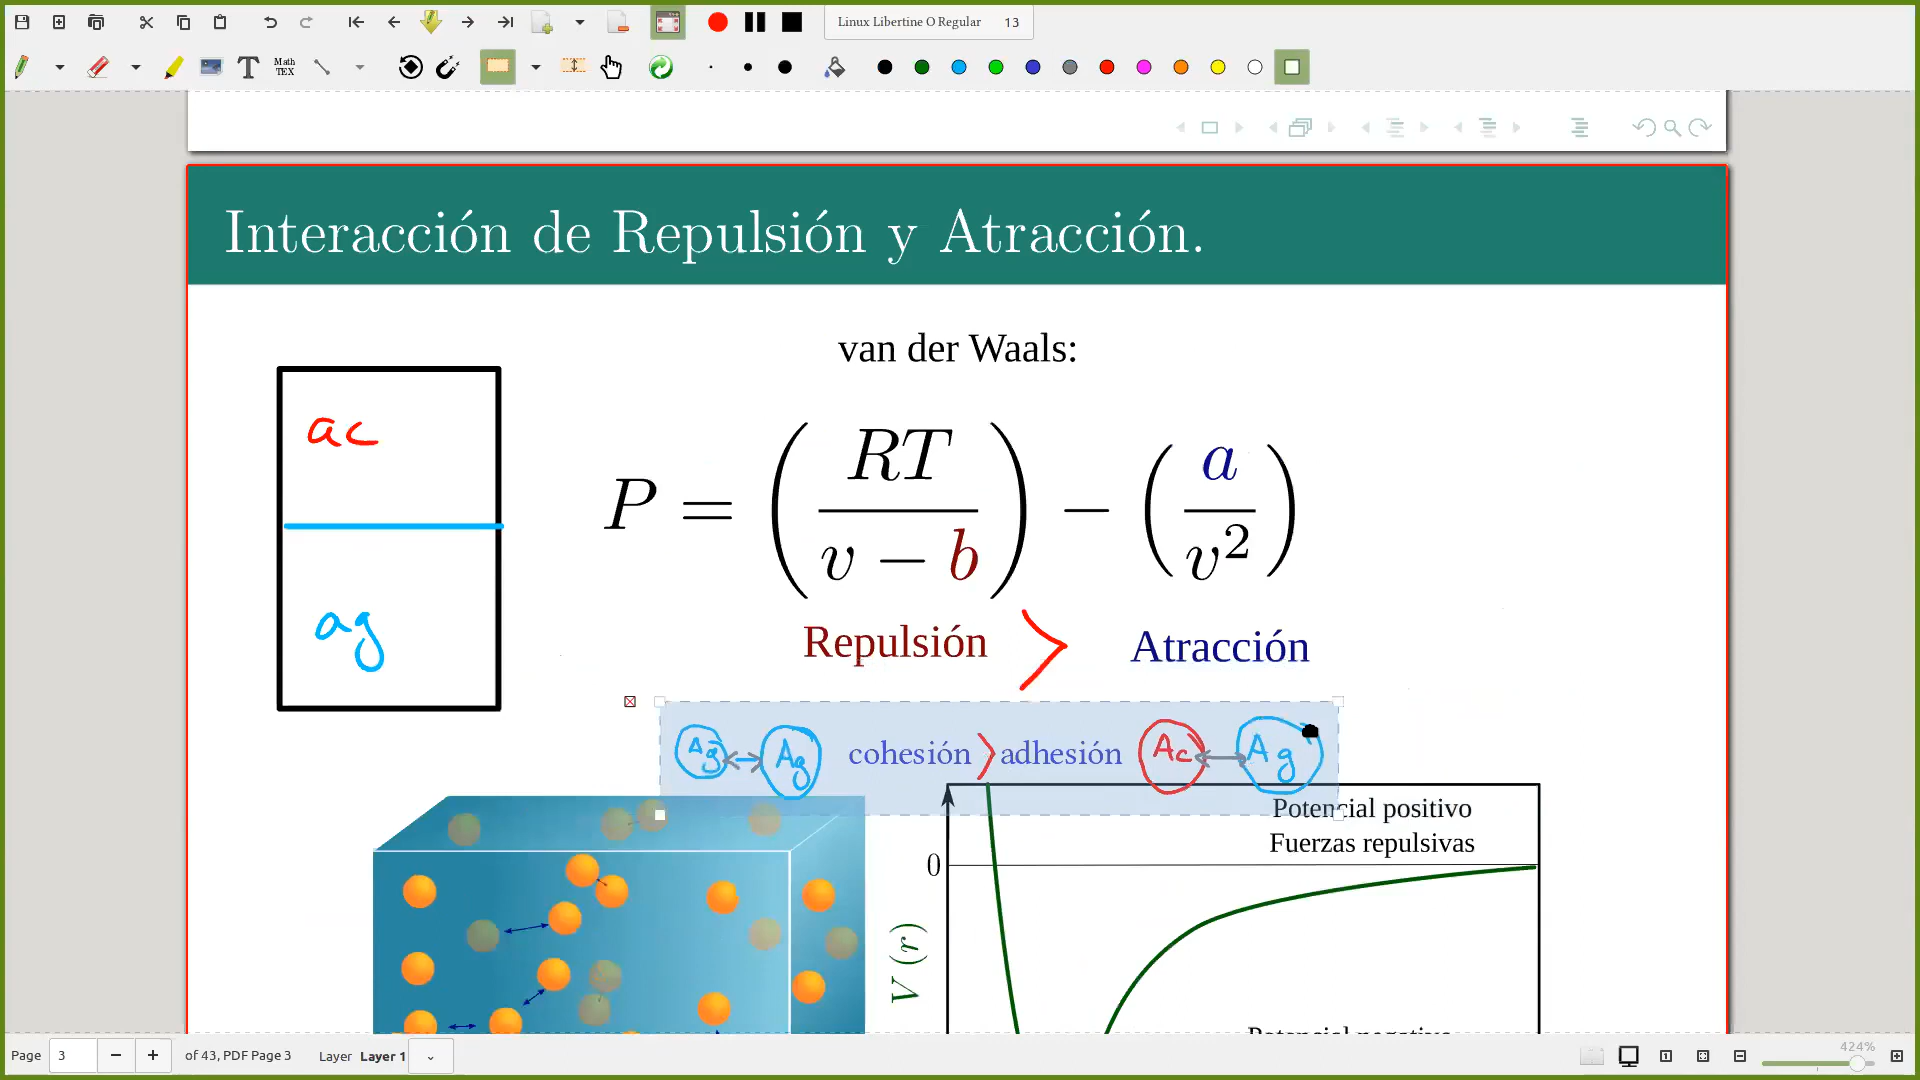 Linux Libertine O Regular 13
Math
TEX
Interacción de Repulsión y Atracción.
van der Waals:
ac
P = ( RT / v − b ) − ( a / v² )
ag
Repulsión > Atracción
Ag Ag cohesión > adhesión Ac Ag
Potencial positivo
Fuerzas repulsivas
0
V (r)
Page 3 of 43, PDF Page 3 Layer Layer 1
424%